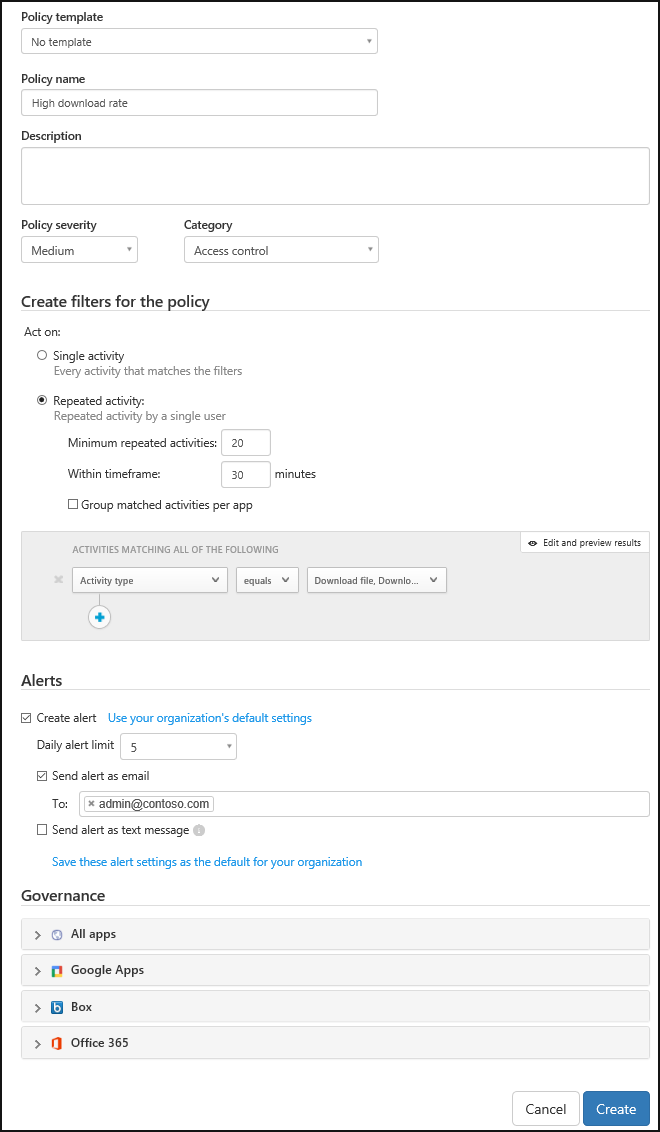 Policy template
No template
Policy name
High download rate
Description
Policy severity
Category
Medium
Access control
Create filters for the policy
Act on:
Single activity
Every activity that matches the filters
Repeated activity:
Repeated activity by a single user
Minimum repeated activities: 20
Within timeframe: 30 minutes
Group matched activities per app
ACTIVITIES MATCHING ALL OF THE FOLLOWING
Edit and preview results
Activity type equals Download file, Downlo...
Alerts
Create alert Use your organization's default settings
Daily alert limit 5
Send alert as email
To: admin@contoso.com
Send alert as text message
Save these alert settings as the default for your organization
Governance
All apps
Google Apps
Box
Office 365
Cancel Create